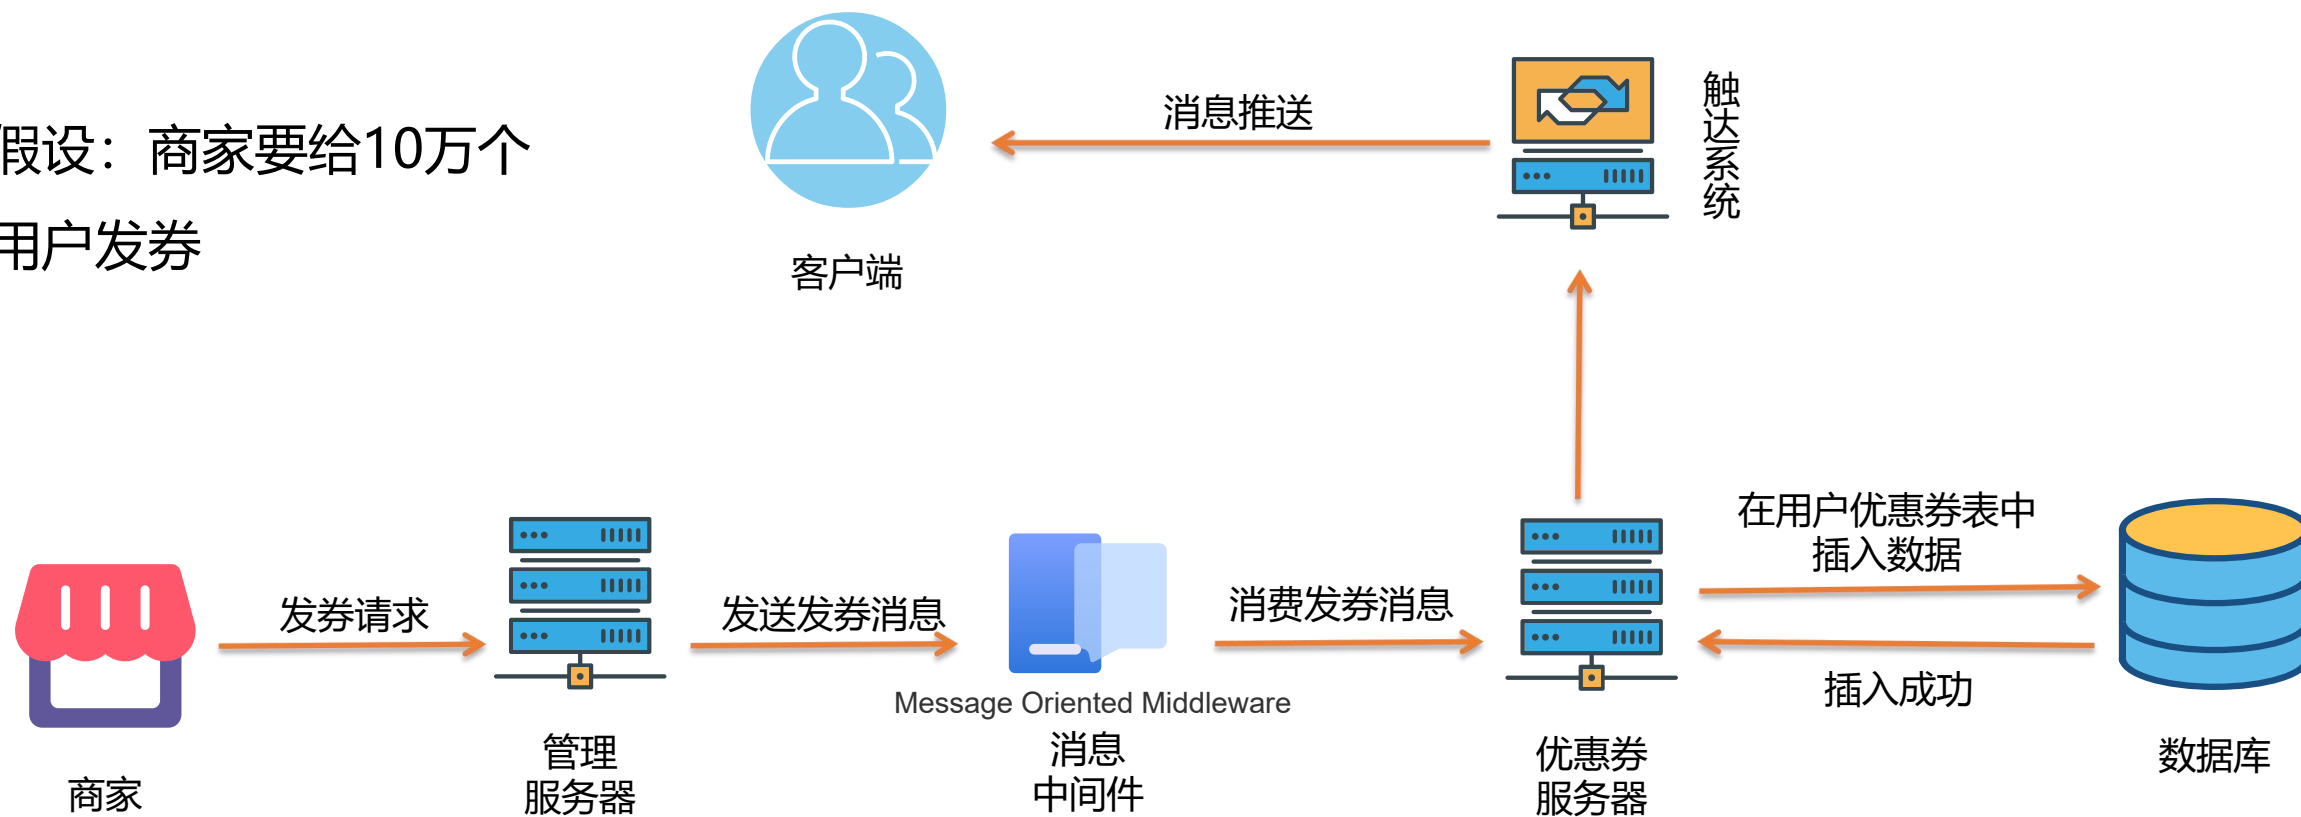 假设：商家要给10万个
用户发券
消息推送
触达系统
客户端
在用户优惠券表中
插入数据
发券请求
发送发券消息
消费发券消息
插入成功
Message Oriented Middleware
商家
管理
服务器
消息
中间件
优惠券
服务器
数据库